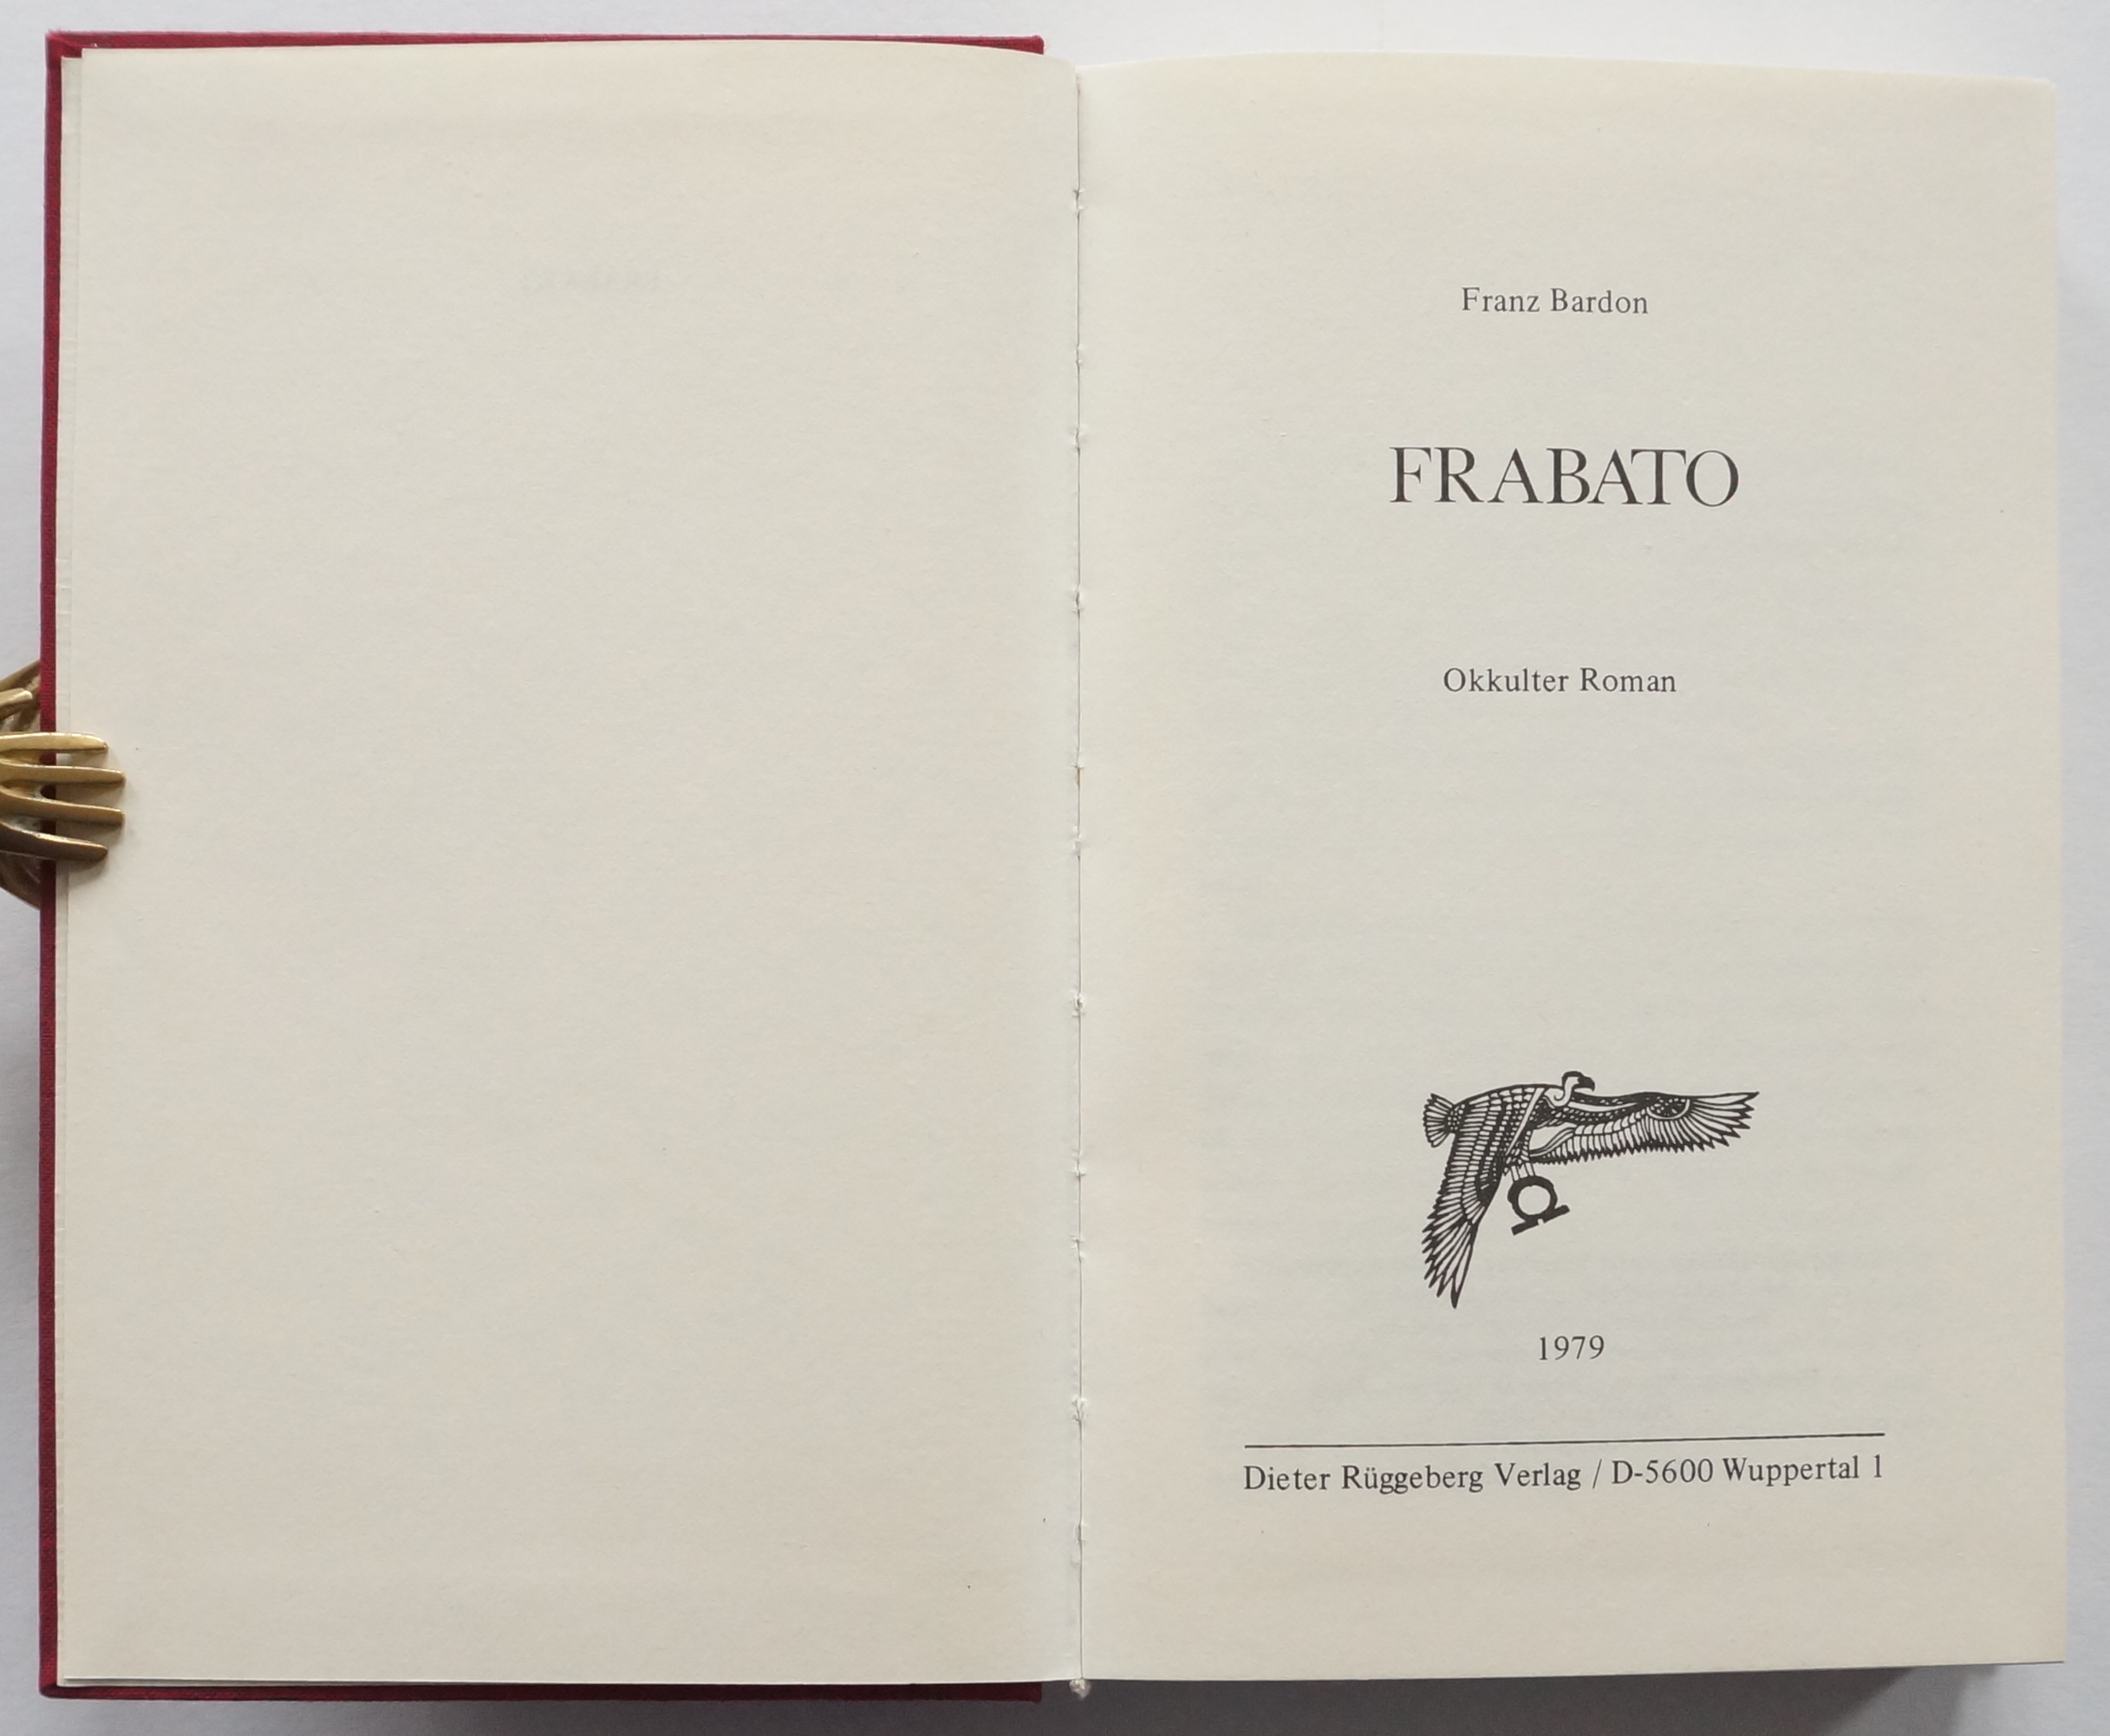 Franz Bardon
FRABATO
Okkulter Roman
d
1979
Dieter Rüggeberg Verlag / D-5600 Wuppertal 1